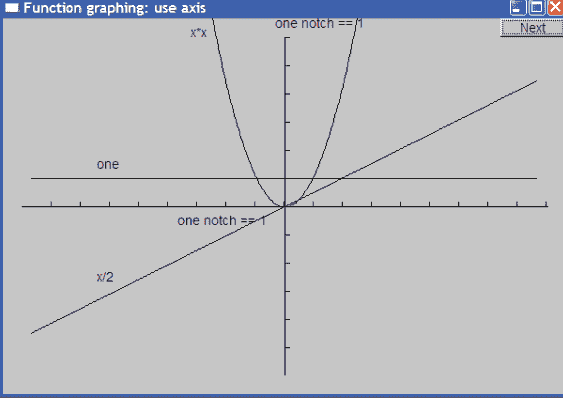 Function graphing: use axis
one notch == 1
Next
x*x
one
one notch == 1
x/2